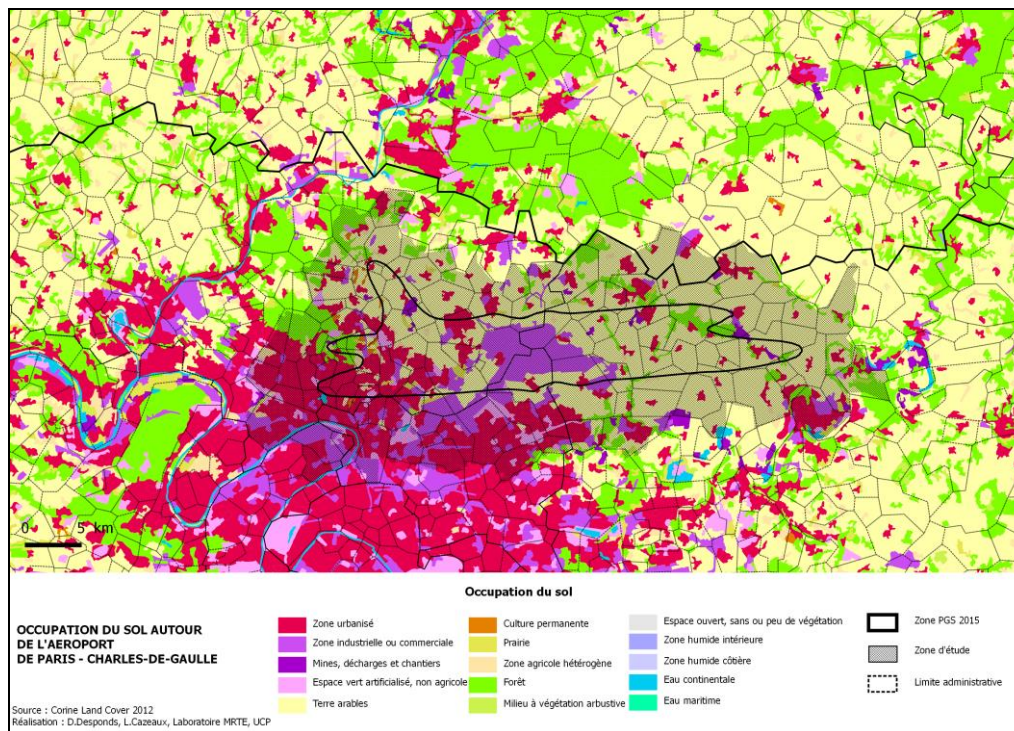 0 5 km
Occupation du sol
OCCUPATION DU SOL AUTOUR
DE L'AEROPORT
DE PARIS - CHARLES-DE-GAULLE
Source : Corine Land Cover 2012
Réalisation : D.Desponds, L.Cazeaux, Laboratoire MRTE, UCP
Zone urbanisé
Zone industrielle ou commerciale
Mines, décharges et chantiers
Espace vert artificialisé, non agricole
Terre arables
Culture permanente
Prairie
Zone agricole hétérogène
Forêt
Milieu à végétation arbustive
Espace ouvert, sans ou peu de végétation
Zone humide intérieure
Zone humide côtière
Eau continentale
Eau maritime
Zone PGS 2015
Zone d'étude
Limite administrative